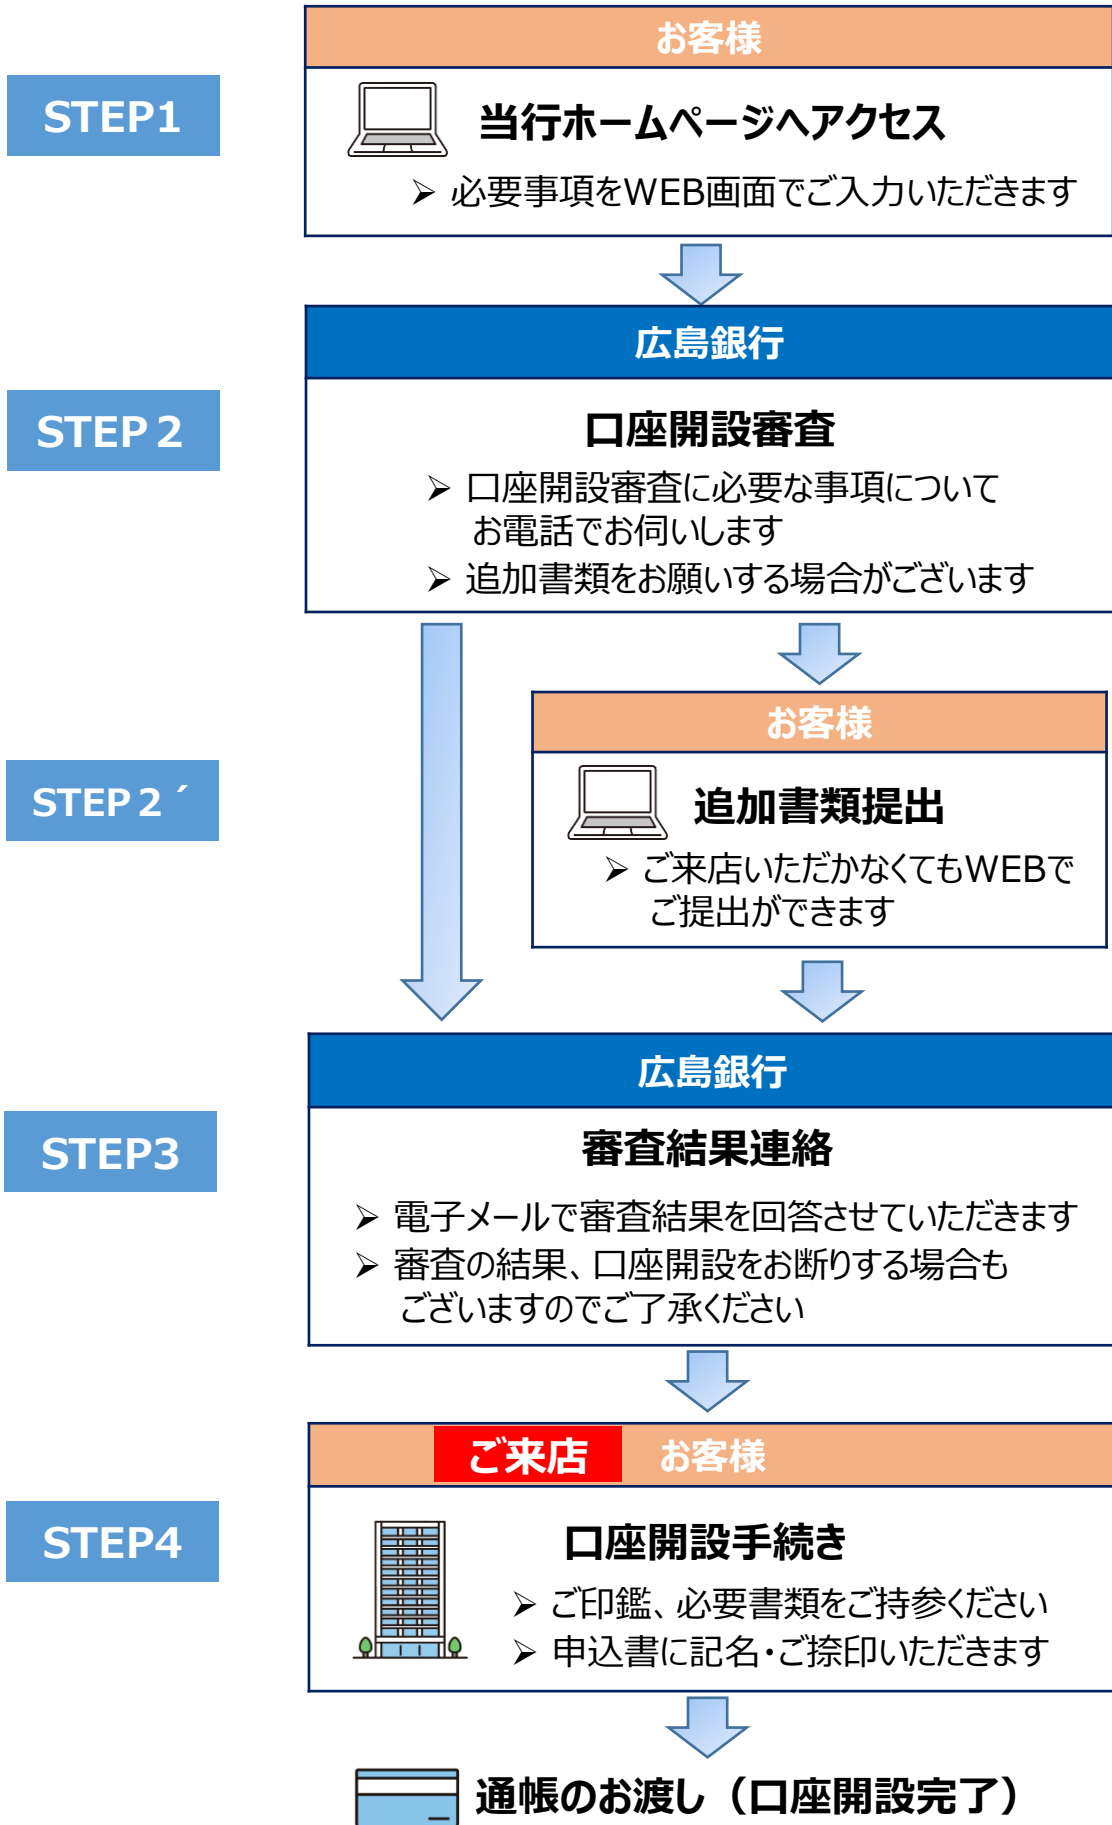 お客様
STEP1
当行ホームページへアクセス
➢ 必要事項をWEB画面でご入力いただきます
広島銀行
STEP２
口座開設審査
➢ 口座開設審査に必要な事項について
お電話でお伺いします
➢ 追加書類をお願いする場合がございます
お客様
STEP２´
追加書類提出
➢ ご来店いただかなくてもWEBで
ご提出ができます
広島銀行
STEP3
審査結果連絡
➢ 電子メールで審査結果を回答させていただきます
➢ 審査の結果、口座開設をお断りする場合も
ございますのでご了承ください
ご来店 お客様
STEP4
口座開設手続き
➢ ご印鑑、必要書類をご持参ください
➢ 申込書に記名・ご捺印いただきます
通帳のお渡し（口座開設完了）